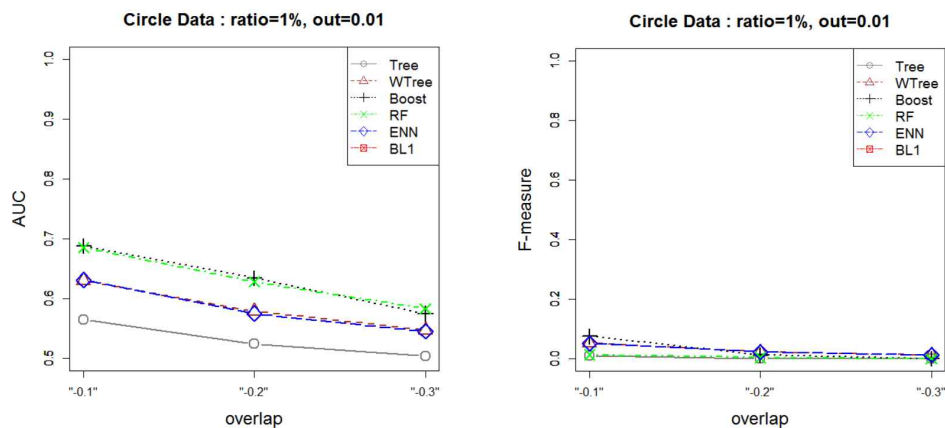 Circle Data : ratio=1%, out=0.01
AUC
1.0
0.9
0.8
0.7
0.6
0.5
Tree
WTree
Boost
RF
ENN
BL1
"-0.1"
"-0.2"
"-0.3"
overlap
Circle Data : ratio=1%, out=0.01
F-measure
1.0
0.8
0.6
0.4
0.2
0.0
Tree
WTree
Boost
RF
ENN
BL1
"-0.1"
"-0.2"
"-0.3"
overlap